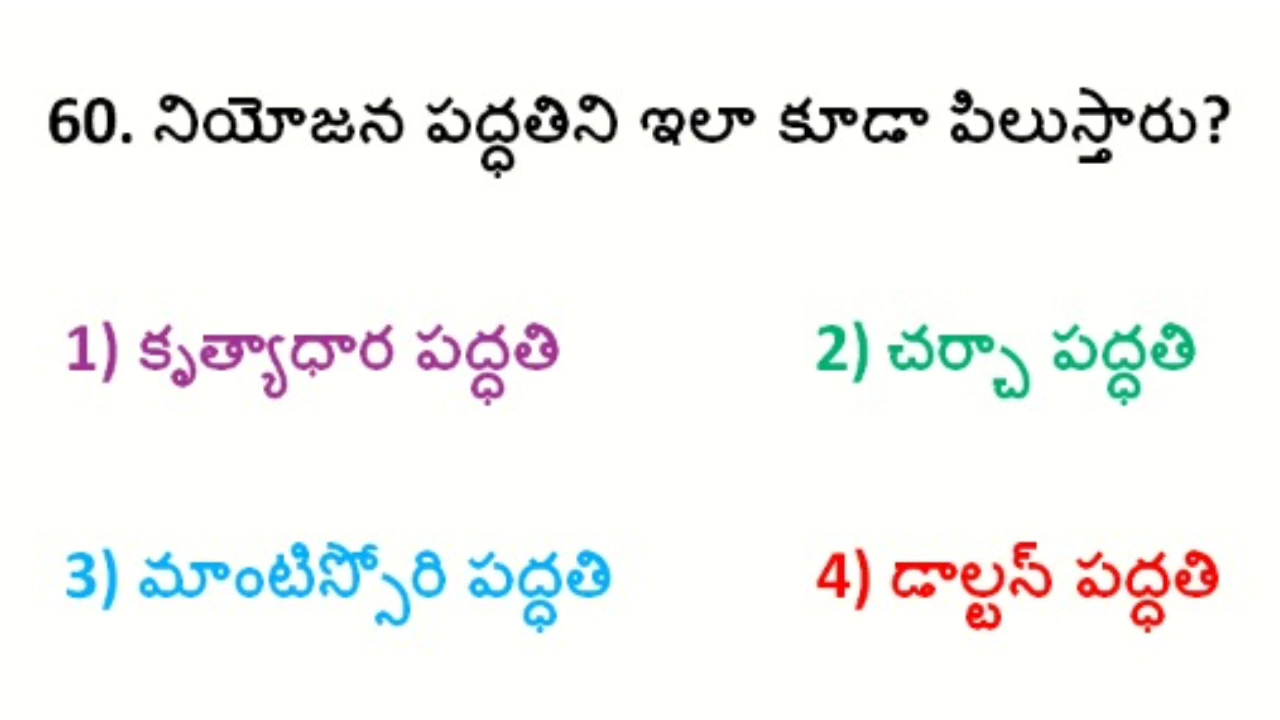 60. నియోజన పద్ధతిని ఇలా కూడా పిలుస్తారు?
1) కృత్యాధార పద్ధతి 2) చర్చా పద్ధతి
3) మాంటిస్సోరి పద్ధతి 4) డాల్టన్ పద్ధతి